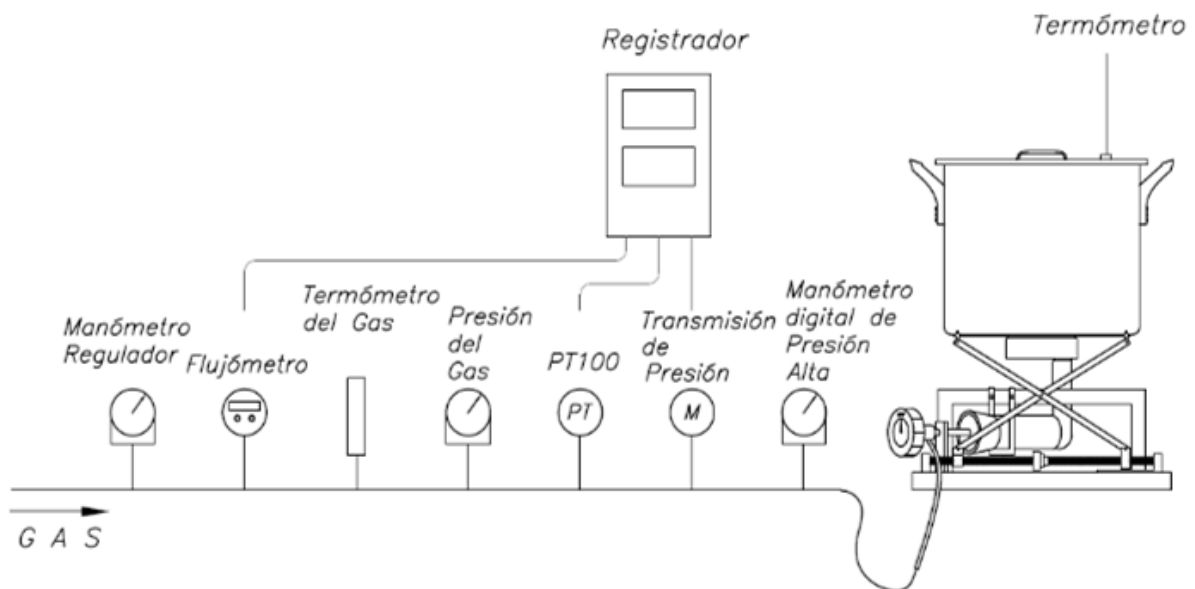 Registrador
Termómetro
Manómetro
Regulador
Flujómetro
Termómetro
del Gas
Presión
del
Gas
PT100
Transmisión
de
Presión
Manómetro
digital de
Presión
Alta
PT
M
G A S